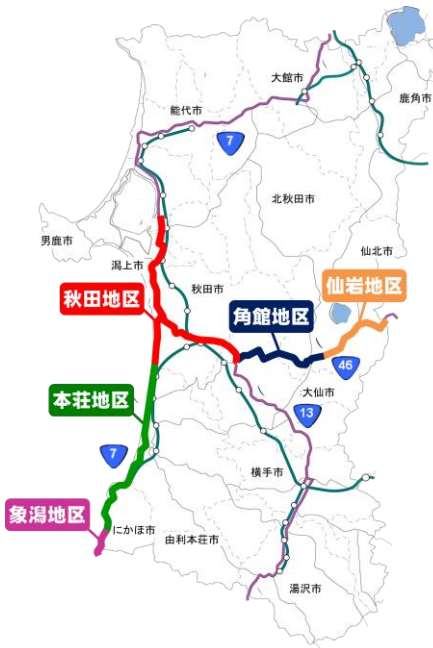 大館市
鹿角市
能代市
7
北秋田市
男鹿市
仙北市
潟上市
仙岩地区
秋田市
秋田地区
角館地区
46
大仙市
本荘地区
13
7
横手市
象潟地区
にかほ市
由利本荘市
湯沢市